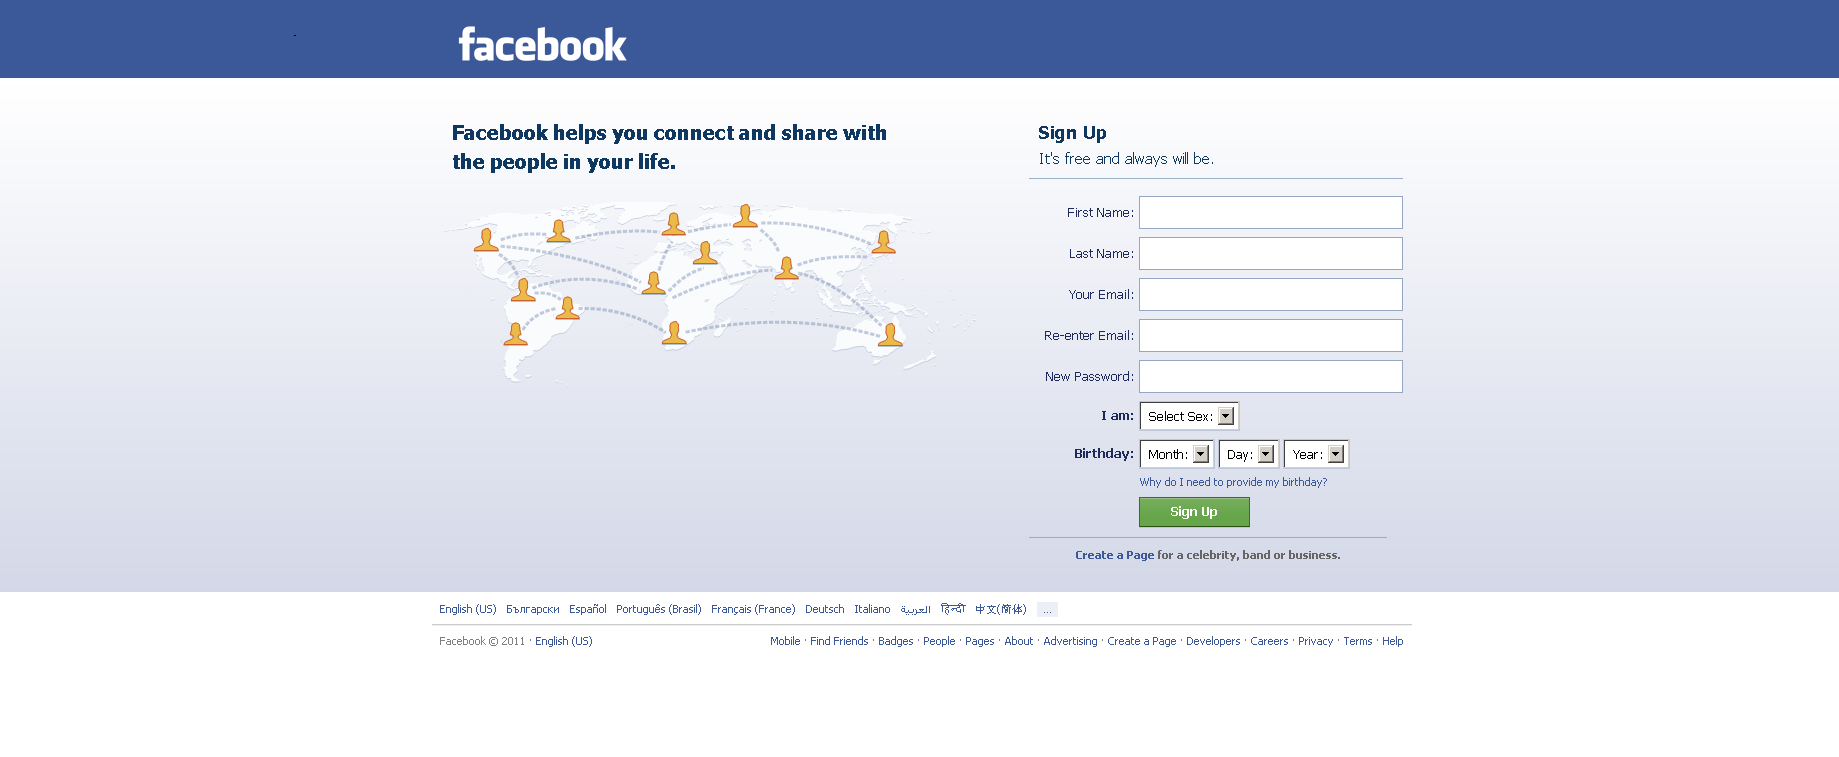 facebook
Facebook helps you connect and share with
the people in your life.
Sign Up
It's free and always will be.
First Name:
Last Name:
Your Email:
Re-enter Email:
New Password:
I am: Select Sex:
Birthday: Month: Day: Year:
Why do I need to provide my birthday?
Sign Up
Create a Page for a celebrity, band or business.
English (US) Български Español Português (Brasil) Français (France) Deutsch Italiano العربية हिन्दी 中文(简体) ...
Facebook © 2011 · English (US)
Mobile · Find Friends · Badges · People · Pages · About · Advertising · Create a Page · Developers · Careers · Privacy · Terms · Help